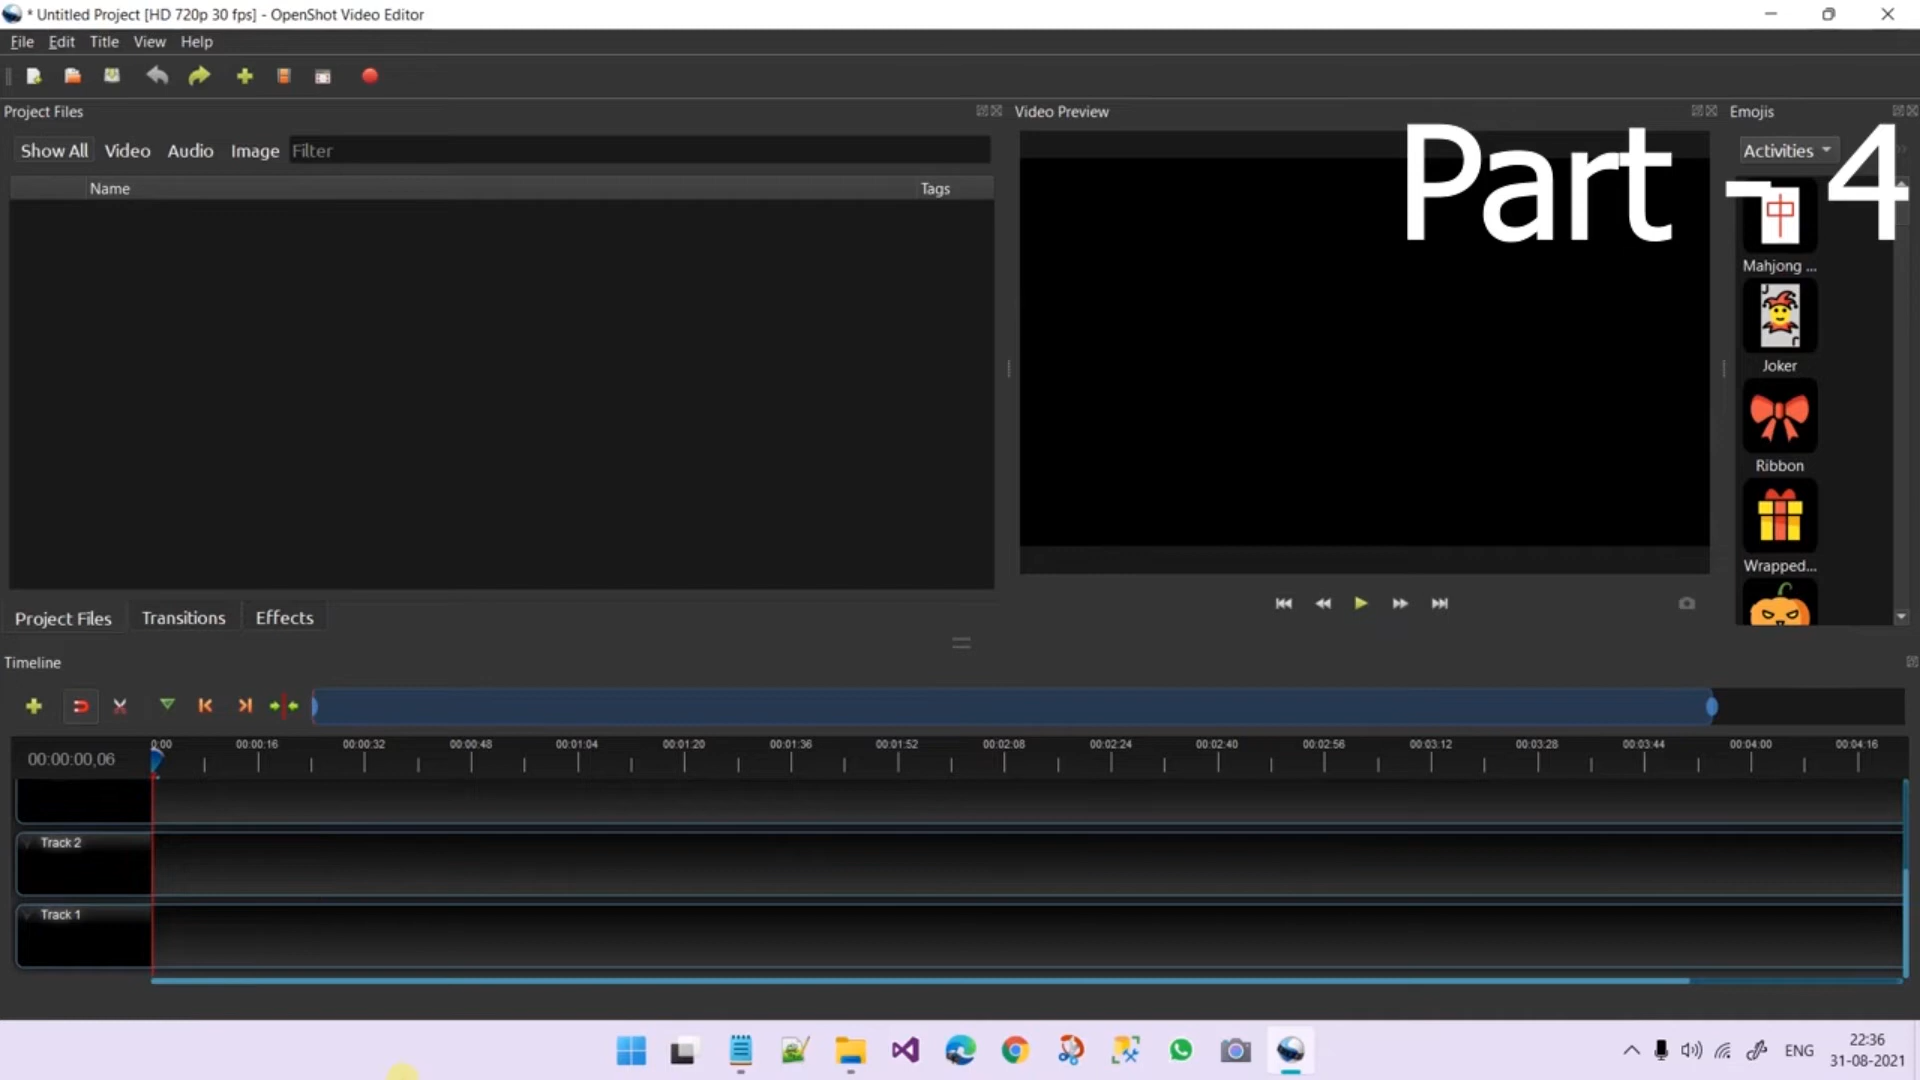 * Untitled Project [HD 720p 30 fps] - OpenShot Video Editor
File Edit Title View Help
Project Files
Video Preview
Emojis
Show All Video Audio Image Filter
Activities
Part - 4
Name Tags
Mahjong ...
Joker
Ribbon
Wrapped...
Project Files Transitions Effects
Timeline
00:00:00,06
0:00 00:00:16 00:00:32 00:00:48 00:01:04 00:01:20 00:01:36 00:01:52 00:02:08 00:02:24 00:02:40 00:02:56 00:03:12 00:03:28 00:03:44 00:04:00 00:04:16
Track 2
Track 1
ENG
22:36
31-08-2021